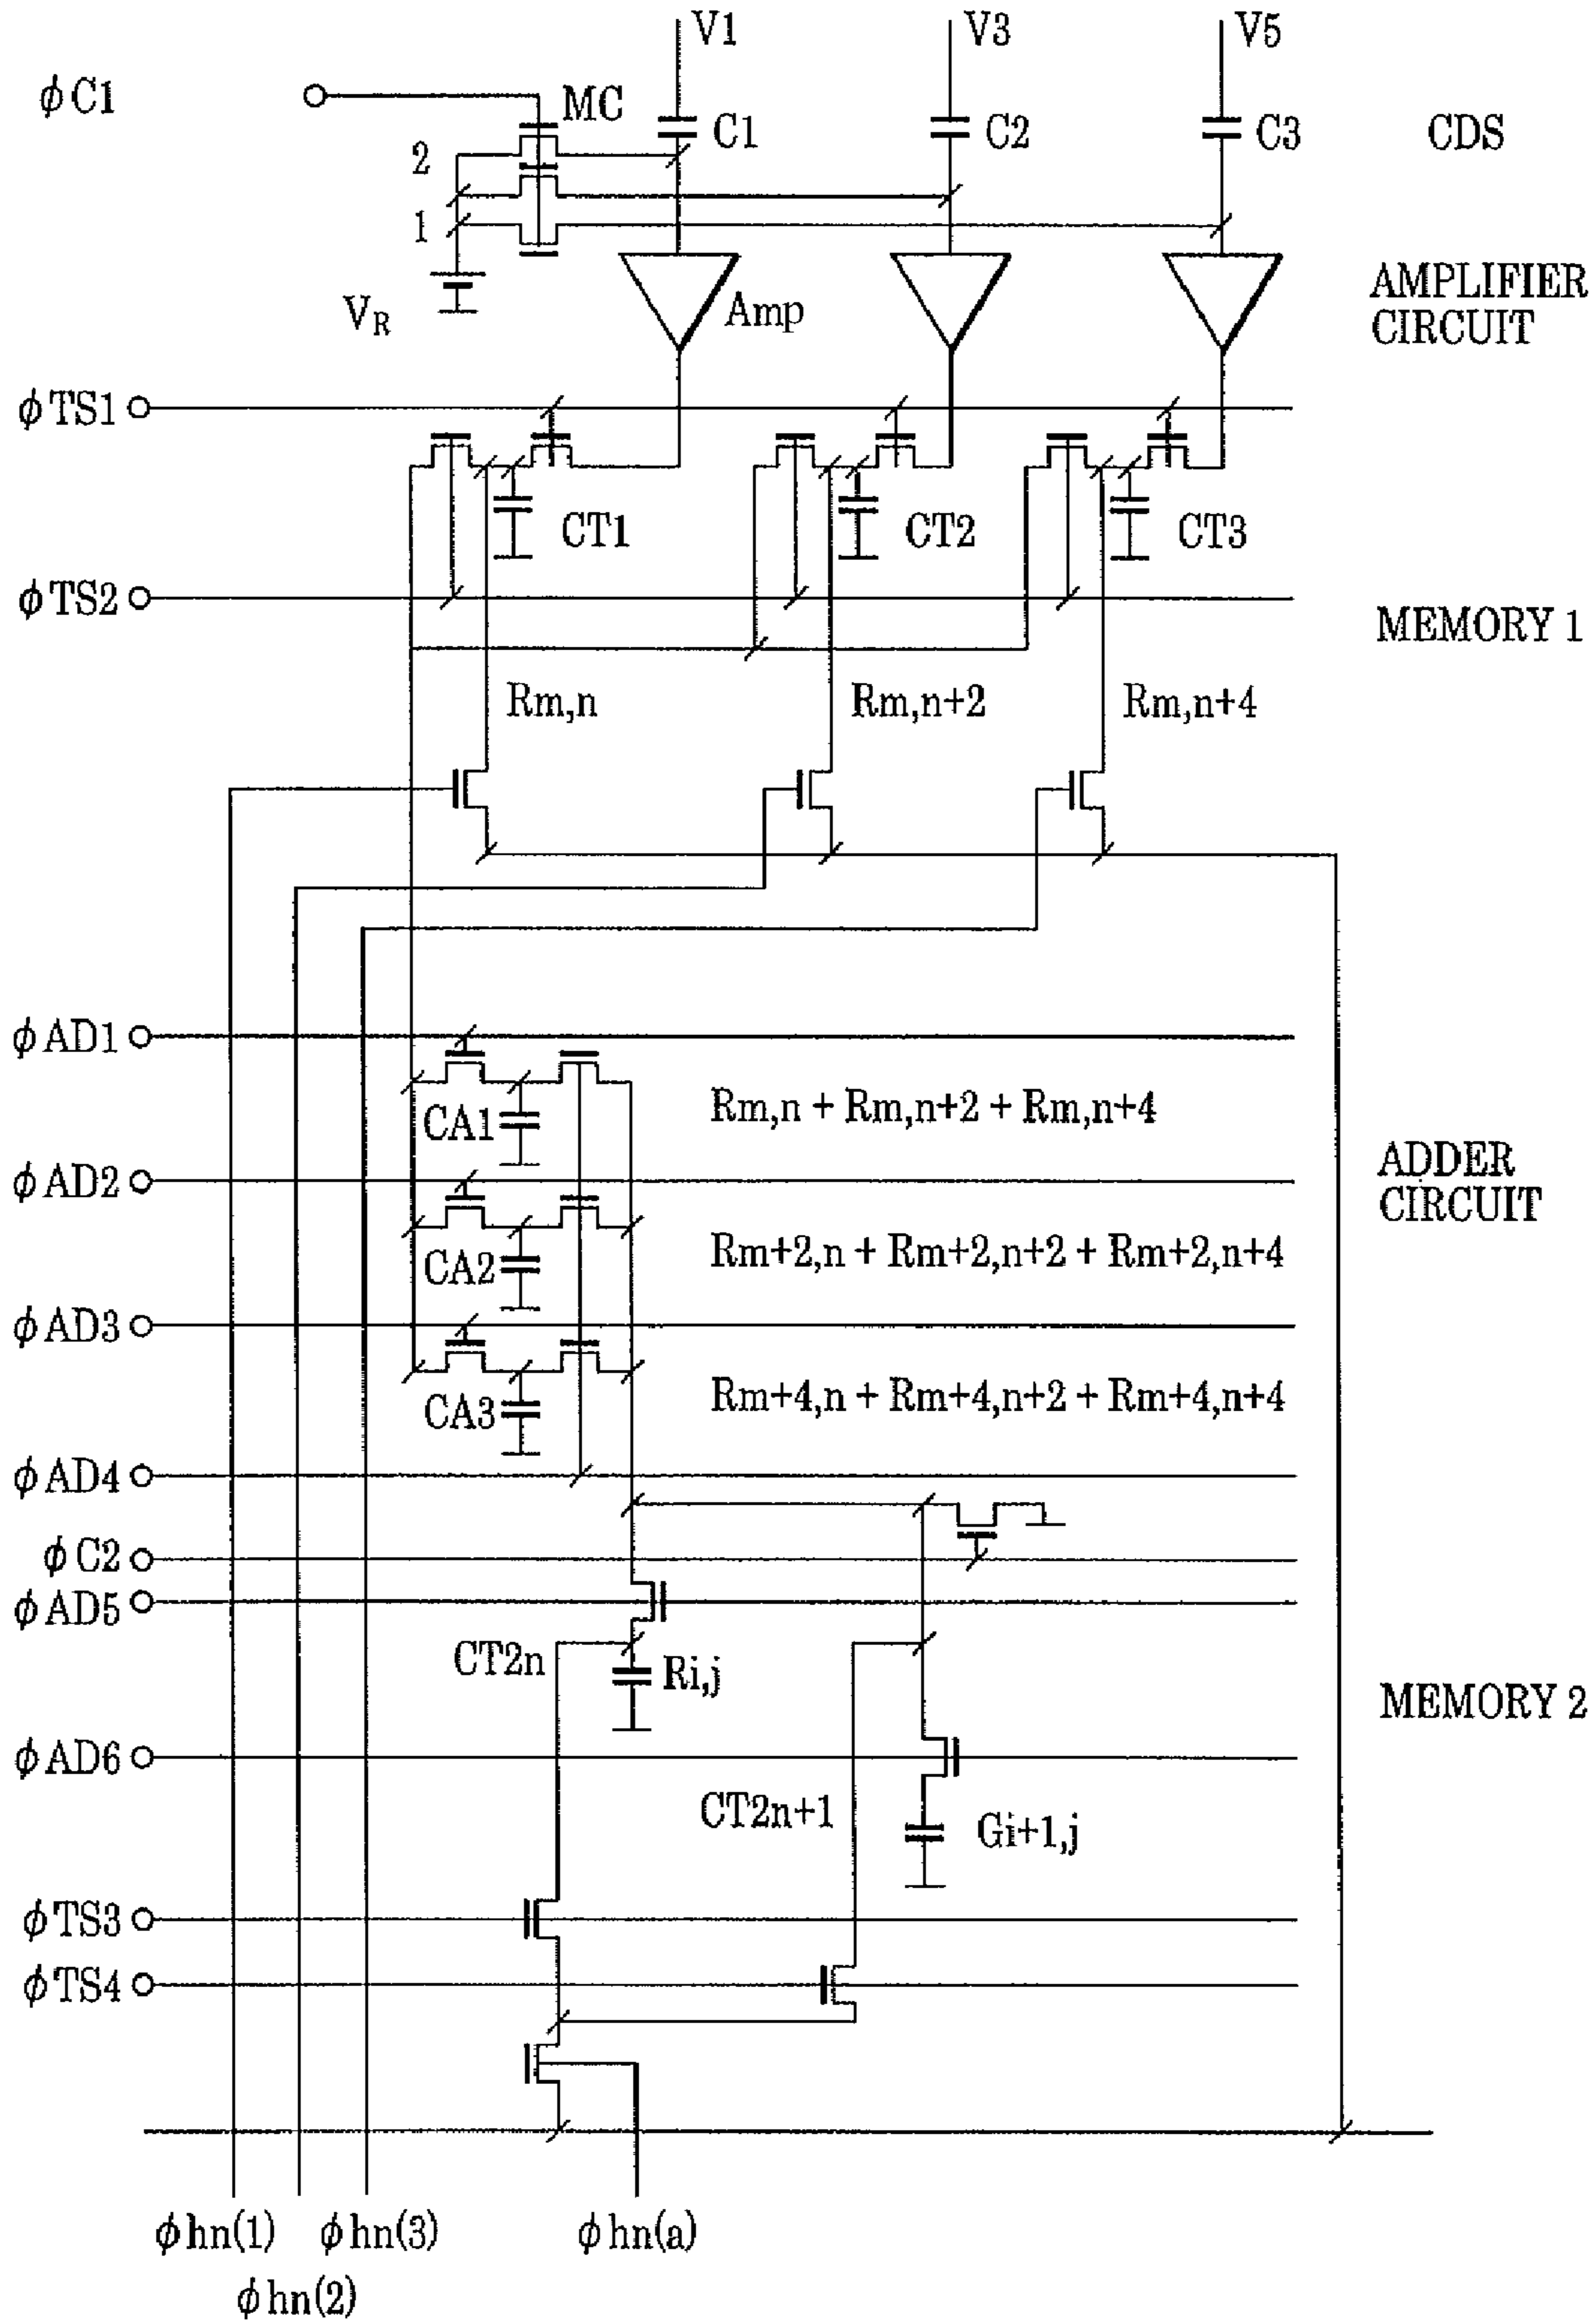 V1
V3
V5
ϕC1
MC
C1
C2
C3
CDS
2
1
VR
Amp
AMPLIFIER
CIRCUIT
ϕTS1
CT1
CT2
CT3
ϕTS2
MEMORY 1
Rm,n
Rm,n+2
Rm,n+4
ϕAD1
CA1
Rm,n + Rm,n+2 + Rm,n+4
ϕAD2
ADDER
CIRCUIT
CA2
Rm+2,n + Rm+2,n+2 + Rm+2,n+4
ϕAD3
CA3
Rm+4,n + Rm+4,n+2 + Rm+4,n+4
ϕAD4
ϕC2
ϕAD5
CT2n
Ri,j
MEMORY 2
ϕAD6
CT2n+1
Gi+1,j
ϕTS3
ϕTS4
ϕhn(1)
ϕhn(3)
ϕhn(a)
ϕhn(2)